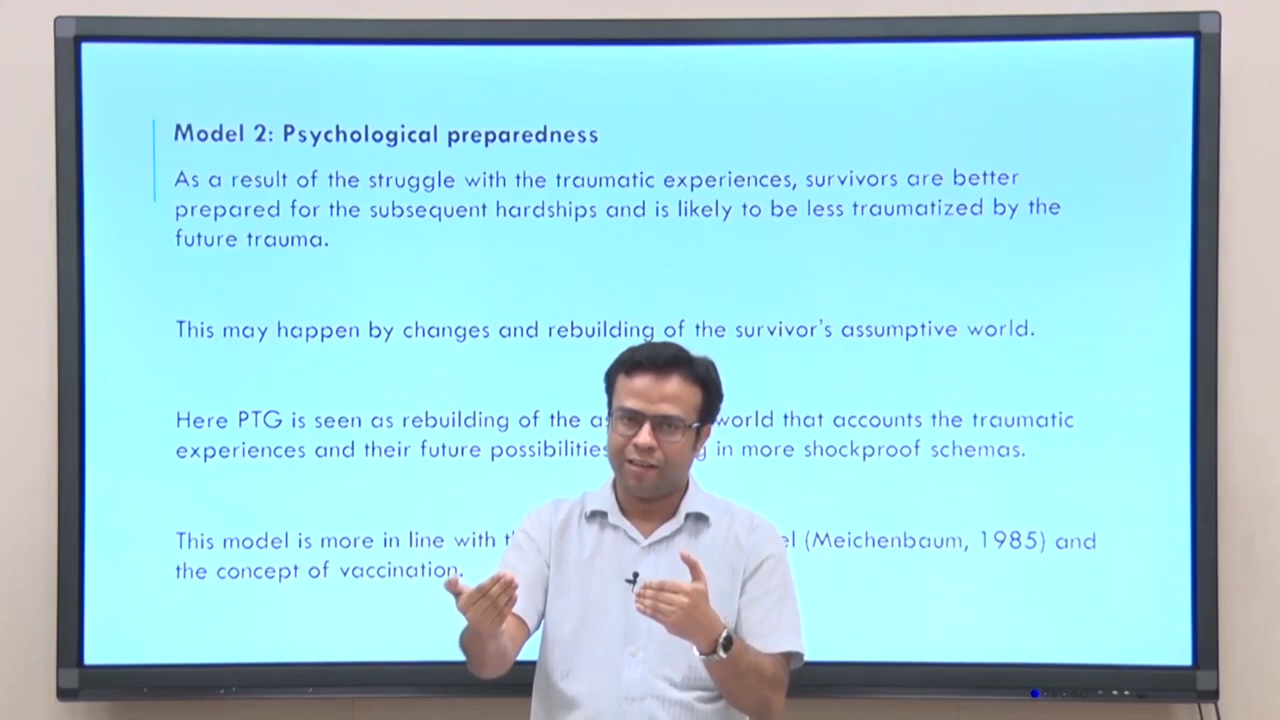 Model 2: Psychological preparedness
As a result of the struggle with the traumatic experiences, survivors are better
prepared for the subsequent hardships and is likely to be less traumatized by the
future trauma.
This may happen by changes and rebuilding of the survivor's assumptive world.
Here PTG is seen as rebuilding of the world that accounts the traumatic
experiences and their future possibilities in more shockproof schemas.
This model is more in line with (Meichenbaum, 1985) and
the concept of vaccination.